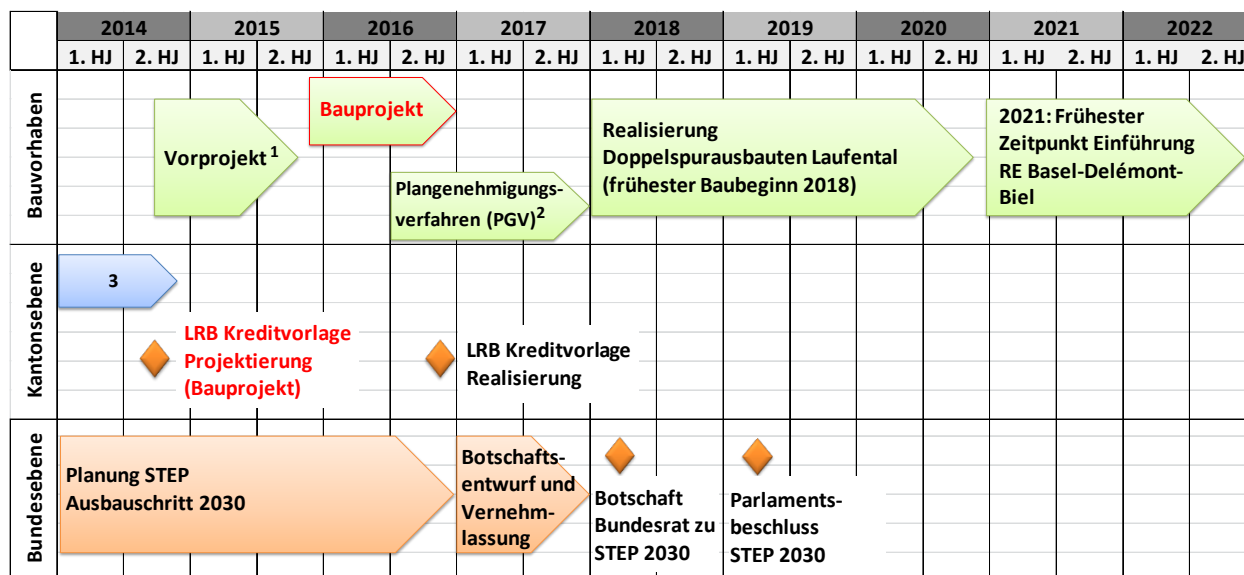 2014 2015 2016 2017 2018 2019 2020 2021 2022
1. HJ 2. HJ 1. HJ 2. HJ 1. HJ 2. HJ 1. HJ 2. HJ 1. HJ 2. HJ 1. HJ 2. HJ 1. HJ 2. HJ 1. HJ 2. HJ 1. HJ 2. HJ
Bauvorhaben
Vorprojekt 1
Bauprojekt
Plangenehmigungs-
verfahren (PGV)2
Realisierung
Doppelspurausbauten Laufental
(frühester Baubeginn 2018)
2021: Frühester
Zeitpunkt Einführung
RE Basel-Delémont-
Biel
Kantonsebene
3
LRB Kreditvorlage
Projektierung
(Bauprojekt)
LRB Kreditvorlage
Realisierung
Bundesebene
Planung STEP
Ausbauschritt 2030
Botschafts-
entwurf und
Vernehm-
lassung
Botschaft
Bundesrat zu
STEP 2030
Parlaments-
beschluss
STEP 2030